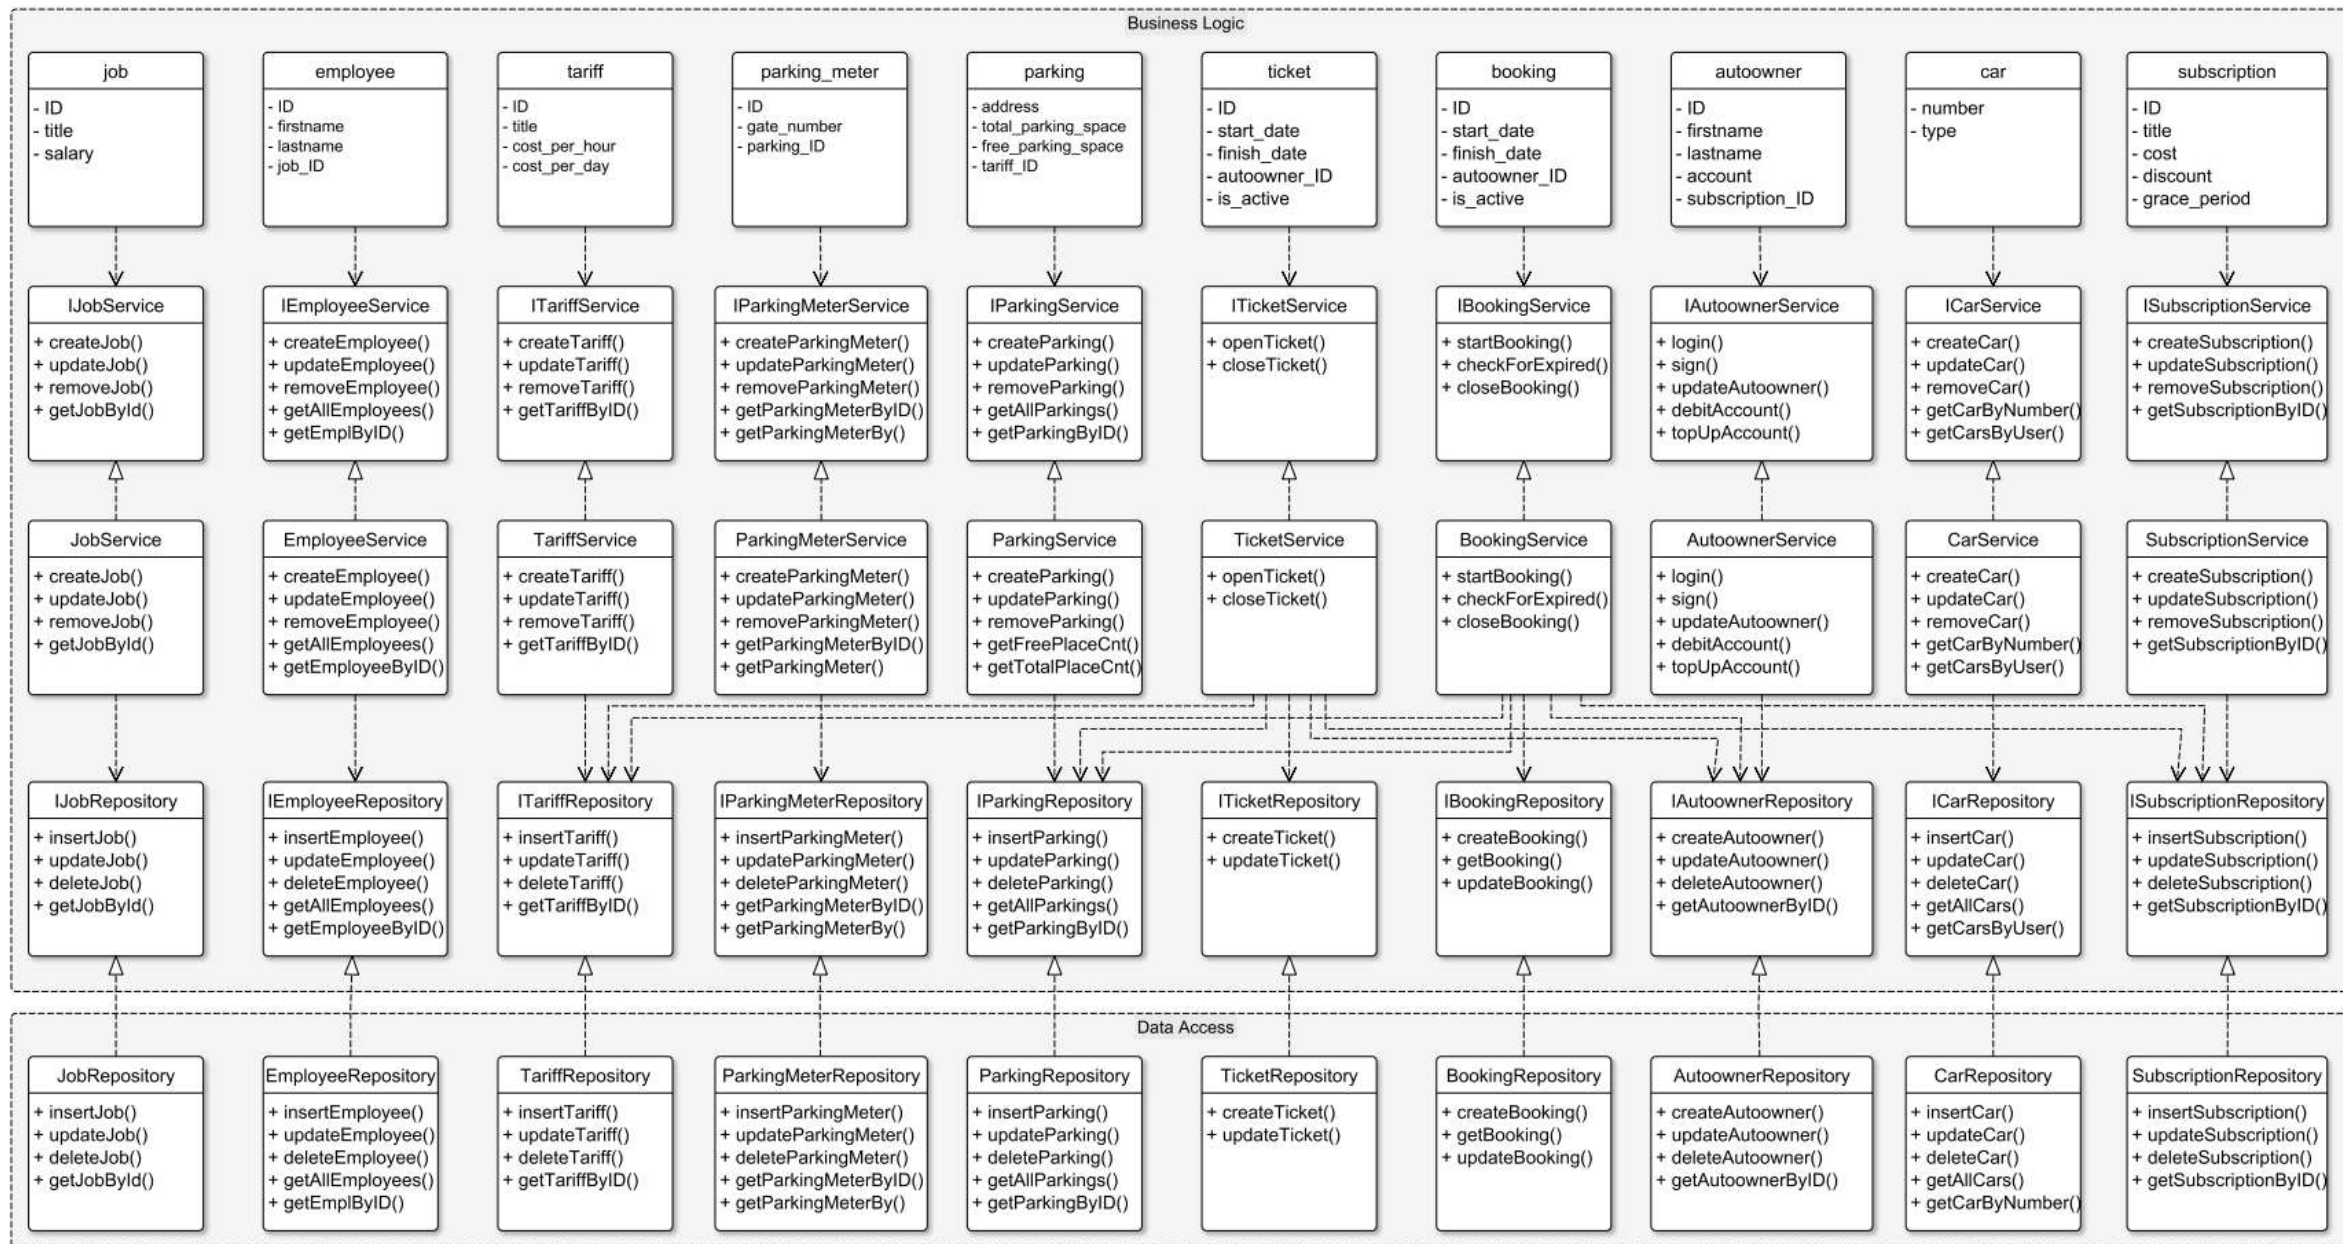 Business Logic
job
- ID
- title
- salary
employee
- ID
- firstname
- lastname
- job_ID
tariff
- ID
- title
- cost_per_hour
- cost_per_day
parking_meter
- ID
- gate_number
- parking_ID
parking
- address
- total_parking_space
- free_parking_space
- tariff_ID
ticket
- ID
- start_date
- finish_date
- autoowner_ID
- is_active
booking
- ID
- start_date
- finish_date
- autoowner_ID
- is_active
autoowner
- ID
- firstname
- lastname
- account
- subscription_ID
car
- number
- type
subscription
- ID
- title
- cost
- discount
- grace_period
IJobService
+ createJob()
+ updateJob()
+ removeJob()
+ getJobById()
IEmployeeService
+ createEmployee()
+ updateEmployee()
+ removeEmployee()
+ getAllEmployees()
+ getEmplByID()
ITariffService
+ createTariff()
+ updateTariff()
+ removeTariff()
+ getTariffByID()
IParkingMeterService
+ createParkingMeter()
+ updateParkingMeter()
+ removeParkingMeter()
+ getParkingMeterByID()
+ getParkingMeterBy()
IParkingService
+ createParking()
+ updateParking()
+ removeParking()
+ getAllParkings()
+ getParkingByID()
ITicketService
+ openTicket()
+ closeTicket()
IBookingService
+ startBooking()
+ checkForExpired()
+ closeBooking()
IAutoownerService
+ login()
+ sign()
+ updateAutoowner()
+ debitAccount()
+ topUpAccount()
ICarService
+ createCar()
+ updateCar()
+ removeCar()
+ getCarByNumber()
+ getCarsByUser()
ISubscriptionService
+ createSubscription()
+ updateSubscription()
+ removeSubscription()
+ getSubscriptionByID()
JobService
+ createJob()
+ updateJob()
+ removeJob()
+ getJobById()
EmployeeService
+ createEmployee()
+ updateEmployee()
+ removeEmployee()
+ getAllEmployees()
+ getEmployeeByID()
TariffService
+ createTariff()
+ updateTariff()
+ removeTariff()
+ getTariffByID()
ParkingMeterService
+ createParkingMeter()
+ updateParkingMeter()
+ removeParkingMeter()
+ getParkingMeterByID()
+ getParkingMeter()
ParkingService
+ createParking()
+ updateParking()
+ removeParking()
+ getFreePlaceCnt()
+ getTotalPlaceCnt()
TicketService
+ openTicket()
+ closeTicket()
BookingService
+ startBooking()
+ checkForExpired()
+ closeBooking()
AutoownerService
+ login()
+ sign()
+ updateAutoowner()
+ debitAccount()
+ topUpAccount()
CarService
+ createCar()
+ updateCar()
+ removeCar()
+ getCarByNumber()
+ getCarsByUser()
SubscriptionService
+ createSubscription()
+ updateSubscription()
+ removeSubscription()
+ getSubscriptionByID()
IJobRepository
+ insertJob()
+ updateJob()
+ deleteJob()
+ getJobById()
IEmployeeRepository
+ insertEmployee()
+ updateEmployee()
+ deleteEmployee()
+ getAllEmployees()
+ getEmployeeByID()
ITariffRepository
+ insertTariff()
+ updateTariff()
+ deleteTariff()
+ getTariffByID()
IParkingMeterRepository
+ insertParkingMeter()
+ updateParkingMeter()
+ deleteParkingMeter()
+ getParkingMeterByID()
+ getParkingMeterBy()
IParkingRepository
+ insertParking()
+ updateParking()
+ deleteParking()
+ getAllParkings()
+ getParkingByID()
ITicketRepository
+ createTicket()
+ updateTicket()
IBookingRepository
+ createBooking()
+ getBooking()
+ updateBooking()
IAutoownerRepository
+ createAutoowner()
+ updateAutoowner()
+ deleteAutoowner()
+ getAutoownerByID()
ICarRepository
+ insertCar()
+ updateCar()
+ deleteCar()
+ getAllCars()
+ getCarsByUser()
ISubscriptionRepository
+ insertSubscription()
+ updateSubscription()
+ deleteSubscription()
+ getSubscriptionByID()
Data Access
JobRepository
+ insertJob()
+ updateJob()
+ deleteJob()
+ getJobById()
EmployeeRepository
+ insertEmployee()
+ updateEmployee()
+ deleteEmployee()
+ getAllEmployees()
+ getEmplByID()
TariffRepository
+ insertTariff()
+ updateTariff()
+ deleteTariff()
+ getTariffByID()
ParkingMeterRepository
+ insertParkingMeter()
+ updateParkingMeter()
+ deleteParkingMeter()
+ getParkingMeterByID()
+ getParkingMeterBy()
ParkingRepository
+ insertParking()
+ updateParking()
+ deleteParking()
+ getAllParkings()
+ getParkingByID()
TicketRepository
+ createTicket()
+ updateTicket()
BookingRepository
+ createBooking()
+ getBooking()
+ updateBooking()
AutoownerRepository
+ createAutoowner()
+ updateAutoowner()
+ deleteAutoowner()
+ getAutoownerByID()
CarRepository
+ insertCar()
+ updateCar()
+ deleteCar()
+ getAllCars()
+ getCarByNumber()
SubscriptionRepository
+ insertSubscription()
+ updateSubscription()
+ deleteSubscription()
+ getSubscriptionByID()